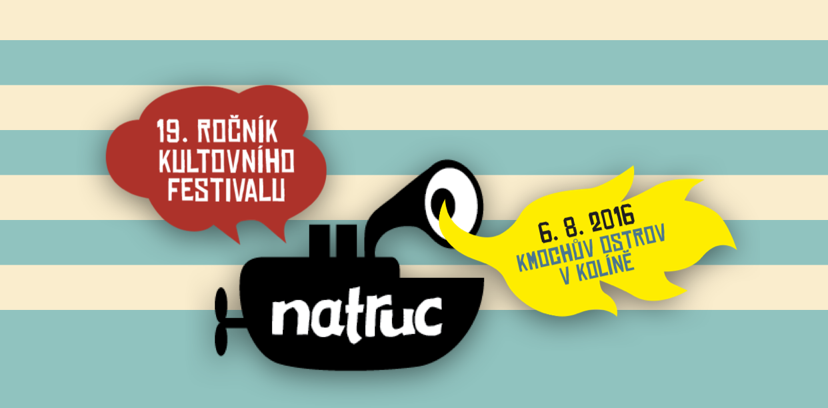 19. ROČNÍK
KULTOVNÍHO
FESTIVALU
natruc
6. 8. 2016
KMOCHŮV OSTROV
V KOLÍNĚ